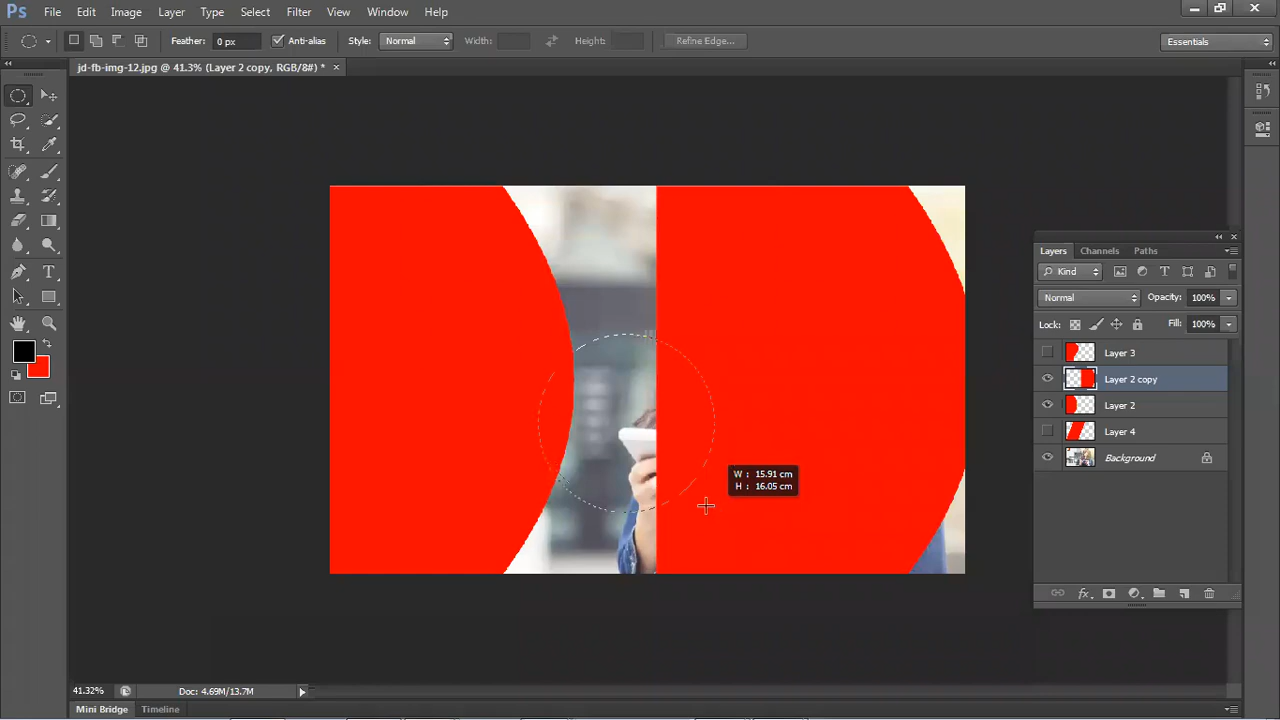 Ps File Edit Image Layer Type Select Filter View Window Help
Feather: 0 px Anti-alias Style: Normal Width: Height: Refine Edge... Essentials
jd-fb-img-12.jpg @ 41.3% (Layer 2 copy, RGB/8#) * ×
Layers Channels Paths
Kind
Normal Opacity: 100%
Lock: Fill: 100%
Layer 3
Layer 2 copy
Layer 2
Layer 4
Background
W : 15.91 cm
H : 16.05 cm
41.32% Doc: 4.69M/13.7M
Mini Bridge Timeline